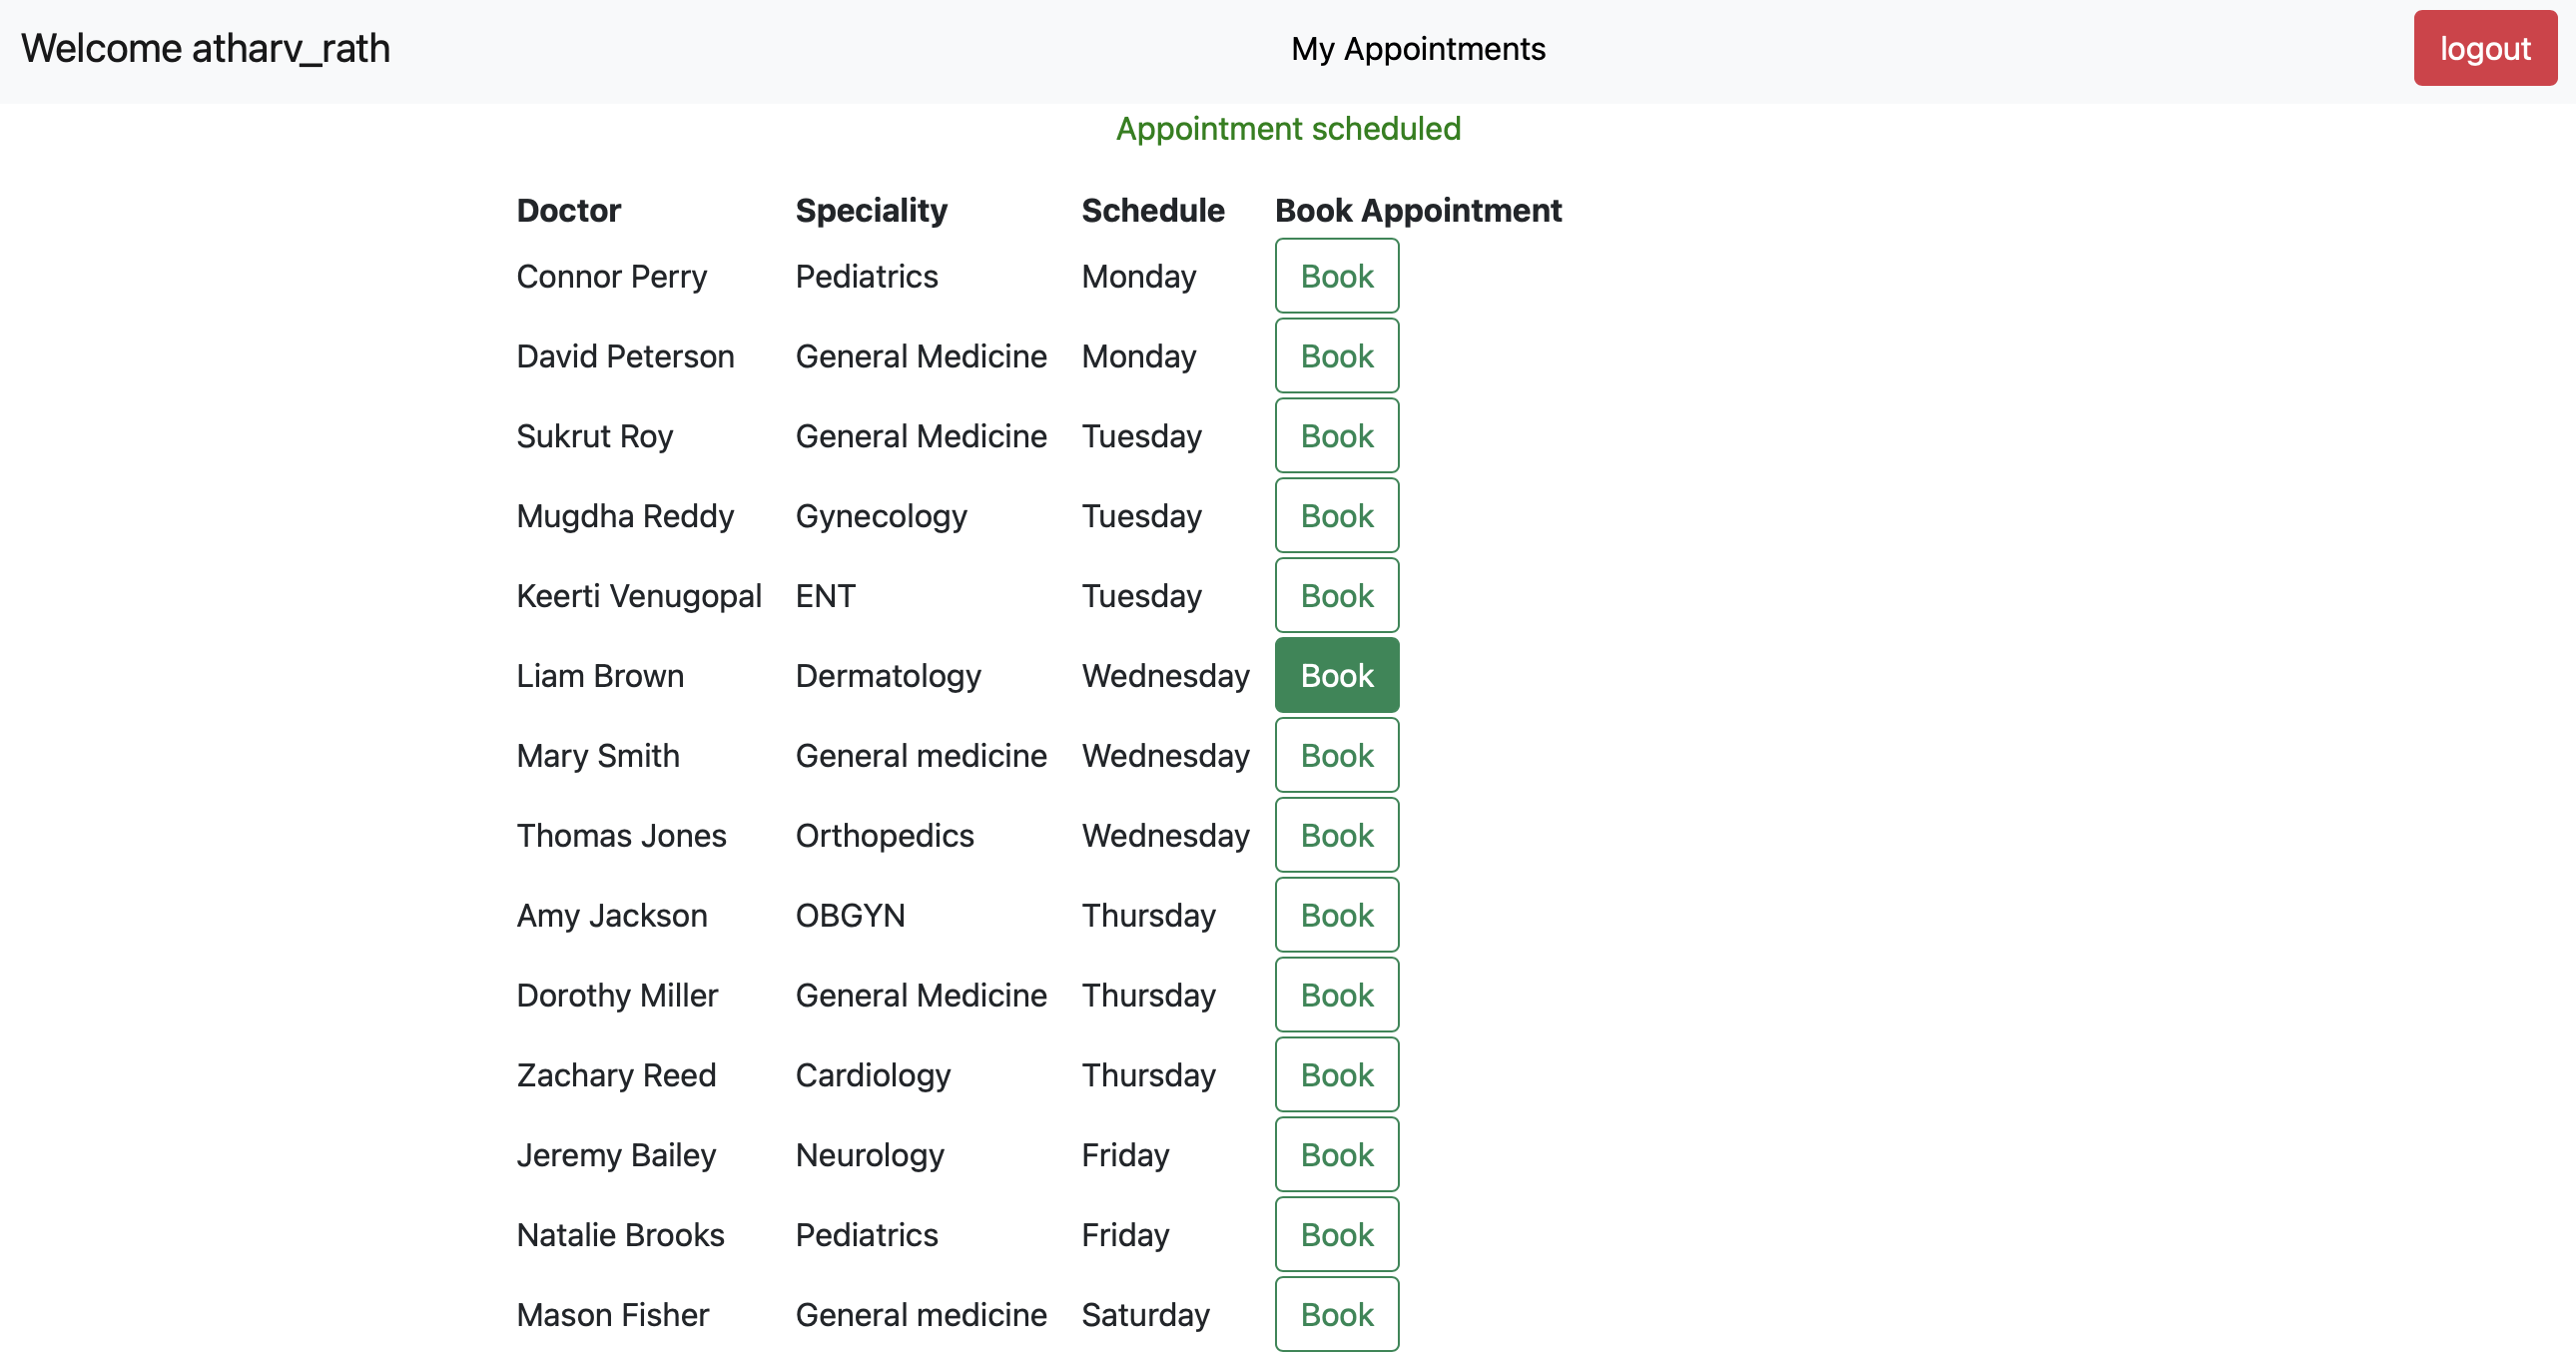 Welcome atharv_rath My Appointments logout
Appointment scheduled
Doctor Speciality Schedule Book Appointment
Connor Perry Pediatrics Monday Book
David Peterson General Medicine Monday Book
Sukrut Roy General Medicine Tuesday Book
Mugdha Reddy Gynecology Tuesday Book
Keerti Venugopal ENT Tuesday Book
Liam Brown Dermatology Wednesday Book
Mary Smith General medicine Wednesday Book
Thomas Jones Orthopedics Wednesday Book
Amy Jackson OBGYN Thursday Book
Dorothy Miller General Medicine Thursday Book
Zachary Reed Cardiology Thursday Book
Jeremy Bailey Neurology Friday Book
Natalie Brooks Pediatrics Friday Book
Mason Fisher General medicine Saturday Book